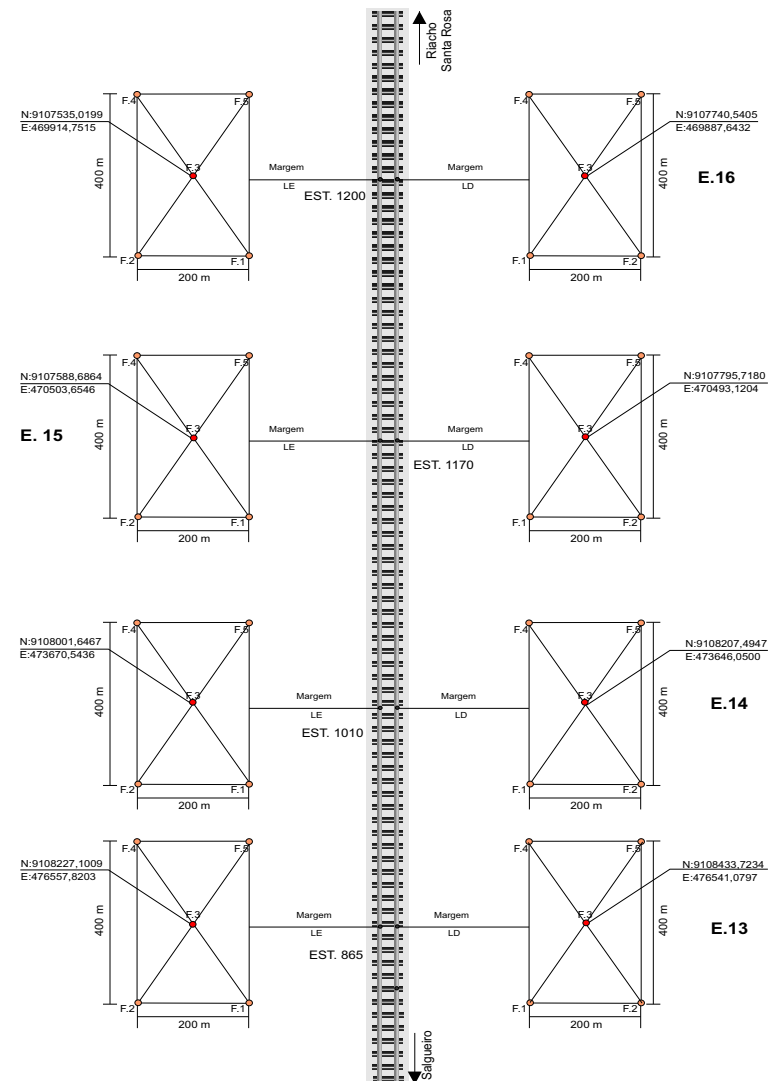 Riacho
Santa Rosa
F.4
F.5
F.4
F.5
N:9107535,0199
E:469914,7515
N:9107740,5405
E:469887,6432
400 m
F.3
Margem
LE
Margem
LD
F.3
400 m
E.16
EST. 1200
F.2
F.1
F.1
F.2
200 m
200 m
F.4
F.5
F.4
F.5
N:9107588,6864
E:470503,6546
N:9107795,7180
E:470493,1204
E. 15
400 m
F.3
Margem
LE
Margem
LD
F.3
400 m
EST. 1170
F.2
F.1
F.1
F.2
200 m
200 m
F.4
F.5
F.4
F.5
N:9108001,6467
E:473670,5436
N:9108207,4947
E:473646,0500
400 m
F.3
Margem
LE
Margem
LD
F.3
400 m
E.14
EST. 1010
F.2
F.1
F.1
F.2
200 m
200 m
F.4
F.5
F.4
F.5
N:9108227,1009
E:476557,8203
N:9108433,7234
E:476541,0797
400 m
F.3
Margem
LE
Margem
LD
F.3
400 m
E.13
EST. 865
F.2
F.1
F.1
F.2
200 m
200 m
Salgueiro